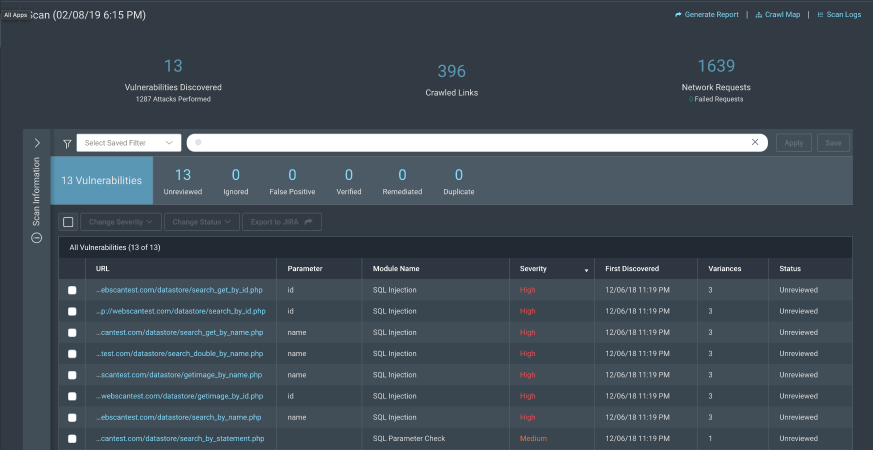 All Apps
Scan (02/08/19 6:15 PM)
Generate Report | Crawl Map | Scan Logs
13
Vulnerabilities Discovered
1287 Attacks Performed
396
Crawled Links
1639
Network Requests
0 Failed Requests
Scan Information
Select Saved Filter
Apply
Save
13 Vulnerabilities
13 0 0 0 0 0
Unreviewed Ignored False Positive Verified Remediated Duplicate
Change Severity Change Status Export to JIRA
All Vulnerabilities (13 of 13)
URL Parameter Module Name Severity First Discovered Variances Status
...ebscantest.com/datastore/search_get_by_id.php id SQL Injection High 12/06/18 11:19 PM 3 Unreviewed
...p://webscantest.com/datastore/search_by_id.php id SQL Injection High 12/06/18 11:19 PM 3 Unreviewed
...cantest.com/datastore/search_get_by_name.php name SQL Injection High 12/06/18 11:19 PM 3 Unreviewed
...test.com/datastore/search_double_by_name.php name SQL Injection High 12/06/18 11:19 PM 3 Unreviewed
...scantest.com/datastore/getimage_by_name.php name SQL Injection High 12/06/18 11:19 PM 3 Unreviewed
...webscantest.com/datastore/getimage_by_id.php id SQL Injection High 12/06/18 11:19 PM 3 Unreviewed
...ebscantest.com/datastore/search_by_name.php name SQL Injection High 12/06/18 11:19 PM 3 Unreviewed
...cantest.com/datastore/search_by_statement.php SQL Parameter Check Medium 12/06/18 11:19 PM 1 Unreviewed